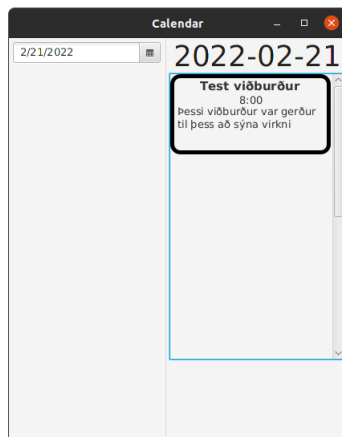 Calendar
2/21/2022
2022-02-21
Test viðburður
8:00
Þessi viðburður var gerður
til þess að sýna virkni